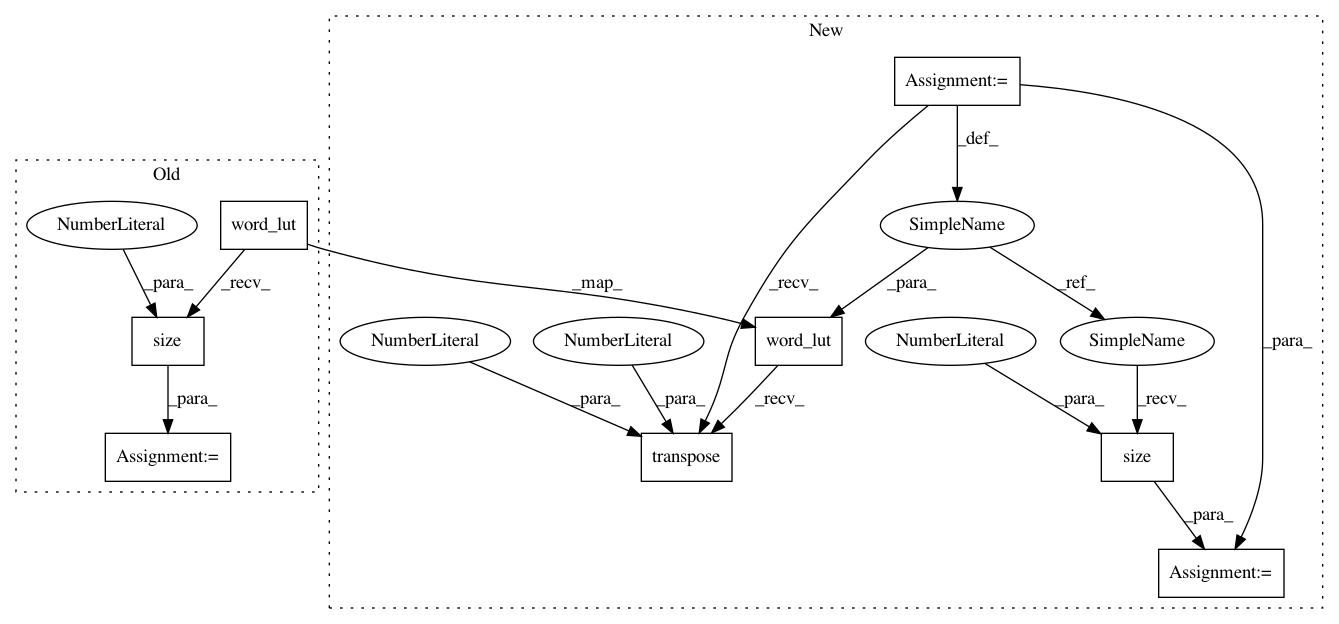 New
Assignment:=
Old
_def_
NumberLiteral
word_lut
SimpleName
_para_
_recv_
_map_
_recv_
_para_
_ref_
size
NumberLiteral
NumberLiteral
word_lut
NumberLiteral
SimpleName
_para_
_para_
_para_
_para_
_recv_
_para_
_recv_
Assignment:=
transpose
size
_para_
Assignment:=